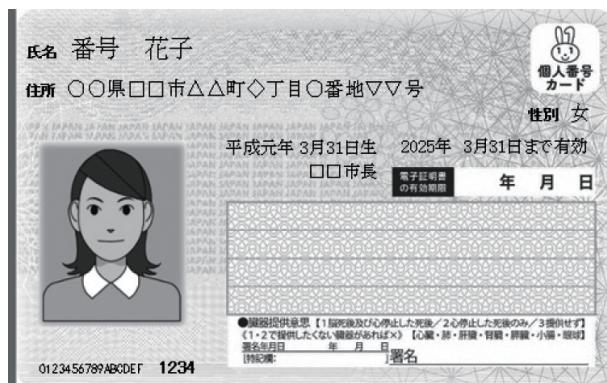 氏名 番号 花子
個人番号
カード
住所 ○○県□□市△△町◇丁目○番地▽▽号
性別 女
平成元年 3月31日生 2025年 3月31日まで有効
□□市長
電子証明書
の有効期限
年 月 日
●臓器提供意思【1 脳死後及び心停止した死後／2 心停止した死後のみ／3 提供せず】
《1・2で提供したくない臓器があれば×》【心臓・肺・肝臓・腎臓・膵臓・小腸・眼球】
署名年月日 年 月 日
[特記欄: ] 署名
0123456789ABCDEF 1234